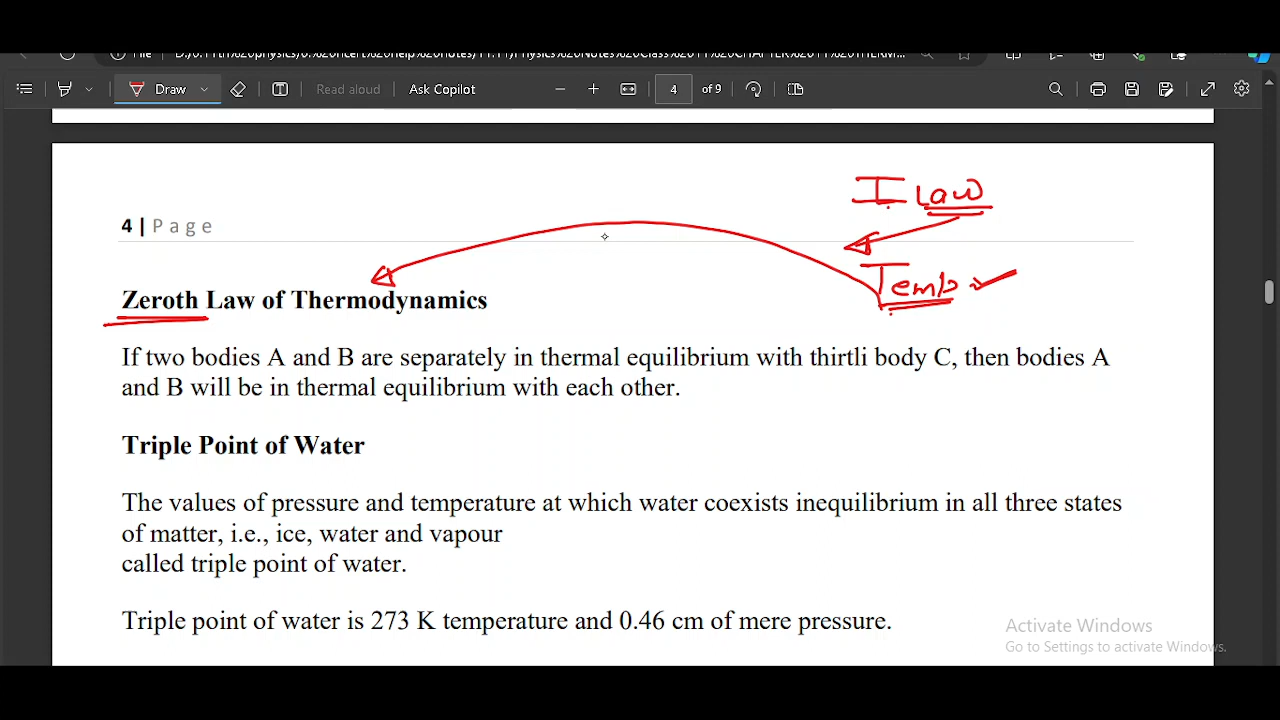 Draw
Read aloud
Ask Copilot
4 of 9
I Law
4 | Page
Temp
Zeroth Law of Thermodynamics
If two bodies A and B are separately in thermal equilibrium with thirtli body C, then bodies A
and B will be in thermal equilibrium with each other.
Triple Point of Water
The values of pressure and temperature at which water coexists inequilibrium in all three states
of matter, i.e., ice, water and vapour
called triple point of water.
Triple point of water is 273 K temperature and 0.46 cm of mere pressure.
Activate Windows
Go to Settings to activate Windows.